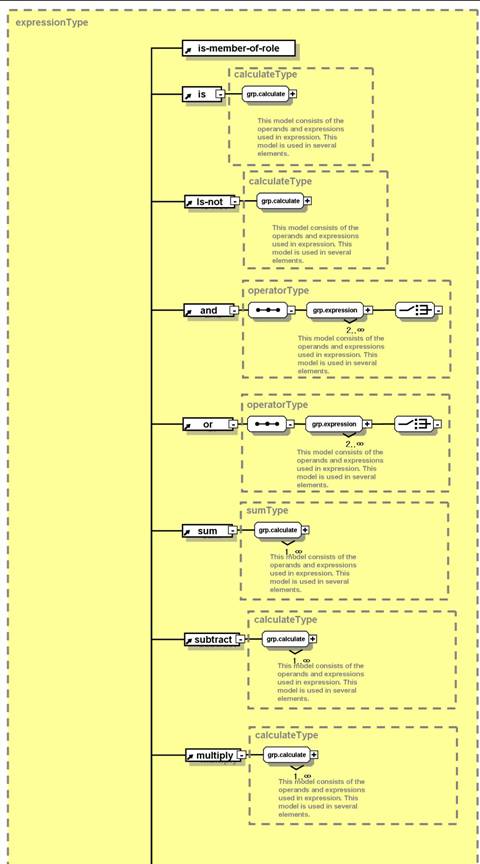 expressionType
is-member-of-role
calculateType
is
grp.calculate
This model consists of the
operands and expressions
used in expression. This
model is used in several
elements.
calculateType
Is-not
grp.calculate
This model consists of the
operands and expressions
used in expression. This
model is used in several
elements.
operatorType
and
grp.expression
2..∞
This model consists of the
operands and expressions
used in expression. This
model is used in several
elements.
operatorType
or
grp.expression
2..∞
This model consists of the
operands and expressions
used in expression. This
model is used in several
elements.
sumType
sum
grp.calculate
1..∞
This model consists of the
operands and expressions
used in expression. This
model is used in several
elements.
calculateType
subtract
grp.calculate
1..∞
This model consists of the
operands and expressions
used in expression. This
model is used in several
elements.
calculateType
multiply
grp.calculate
1..∞
This model consists of the
operands and expressions
used in expression. This
model is used in several
elements.